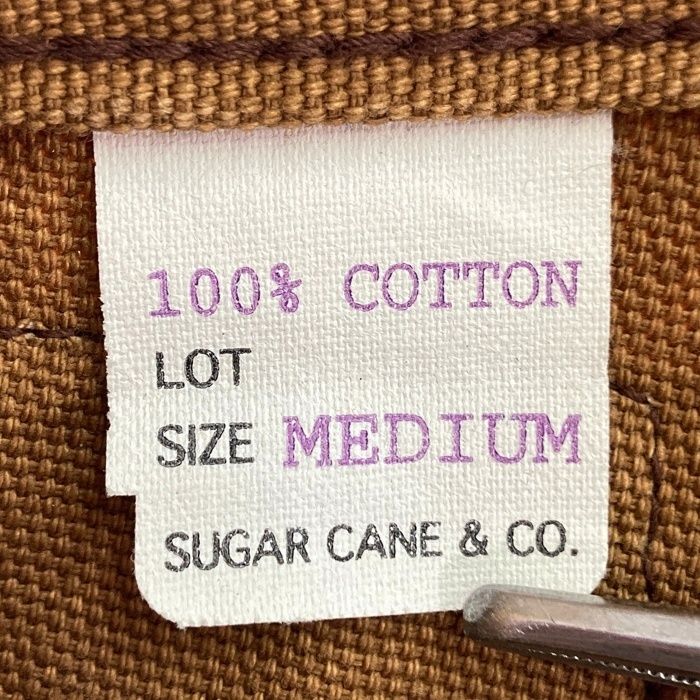 100% COTTON
LOT
SIZE MEDIUM
SUGAR CANE & CO.